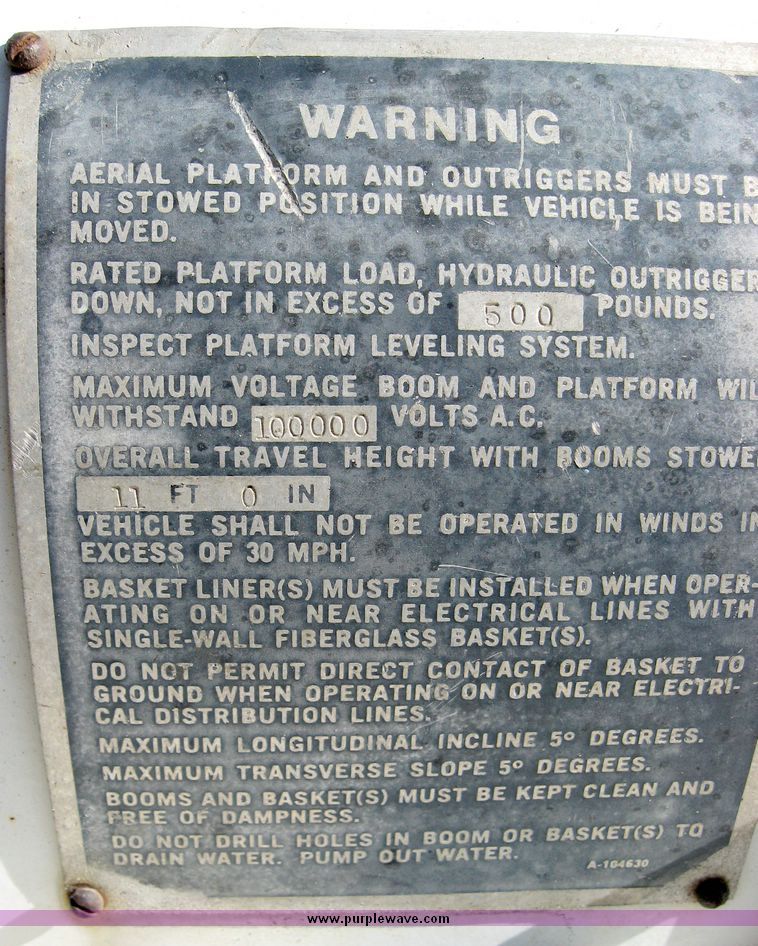 WARNING
AERIAL PLATFORM AND OUTRIGGERS MUST B
IN STOWED POSITION WHILE VEHICLE IS BEIN
MOVED.
RATED PLATFORM LOAD, HYDRAULIC OUTRIGGER
DOWN, NOT IN EXCESS OF 500 POUNDS.
INSPECT PLATFORM LEVELING SYSTEM.
MAXIMUM VOLTAGE BOOM AND PLATFORM WIL
WITHSTAND 100000 VOLTS A.C.
OVERALL TRAVEL HEIGHT WITH BOOMS STOWE
11 FT 0 IN
VEHICLE SHALL NOT BE OPERATED IN WINDS IN
EXCESS OF 30 MPH.
BASKET LINER(S) MUST BE INSTALLED WHEN OPER-
ATING ON OR NEAR ELECTRICAL LINES WITH
SINGLE-WALL FIBERGLASS BASKET(S).
DO NOT PERMIT DIRECT CONTACT OF BASKET TO
GROUND WHEN OPERATING ON OR NEAR ELECTRI-
CAL DISTRIBUTION LINES.
MAXIMUM LONGITUDINAL INCLINE 5° DEGREES.
MAXIMUM TRANSVERSE SLOPE 5° DEGREES.
BOOMS AND BASKET(S) MUST BE KEPT CLEAN AND
FREE OF DAMPNESS.
DO NOT DRILL HOLES IN BOOM OR BASKET(S) TO
DRAIN WATER. PUMP OUT WATER.
A-104630
www.purplewave.com